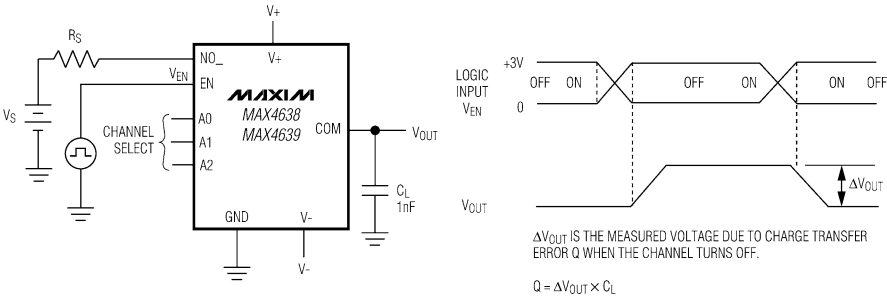 V+
RS
NO_
V+
VEN
EN
MAXIM
MAX4638
MAX4639
VS
A0
CHANNEL
SELECT
A1
A2
COM
VOUT
CL
1nF
GND
V-
V-
LOGIC
INPUT
VEN
+3V
0
OFF ON OFF ON ON OFF
VOUT
ΔVOUT
ΔVOUT IS THE MEASURED VOLTAGE DUE TO CHARGE TRANSFER
ERROR Q WHEN THE CHANNEL TURNS OFF.
Q = ΔVOUT × CL